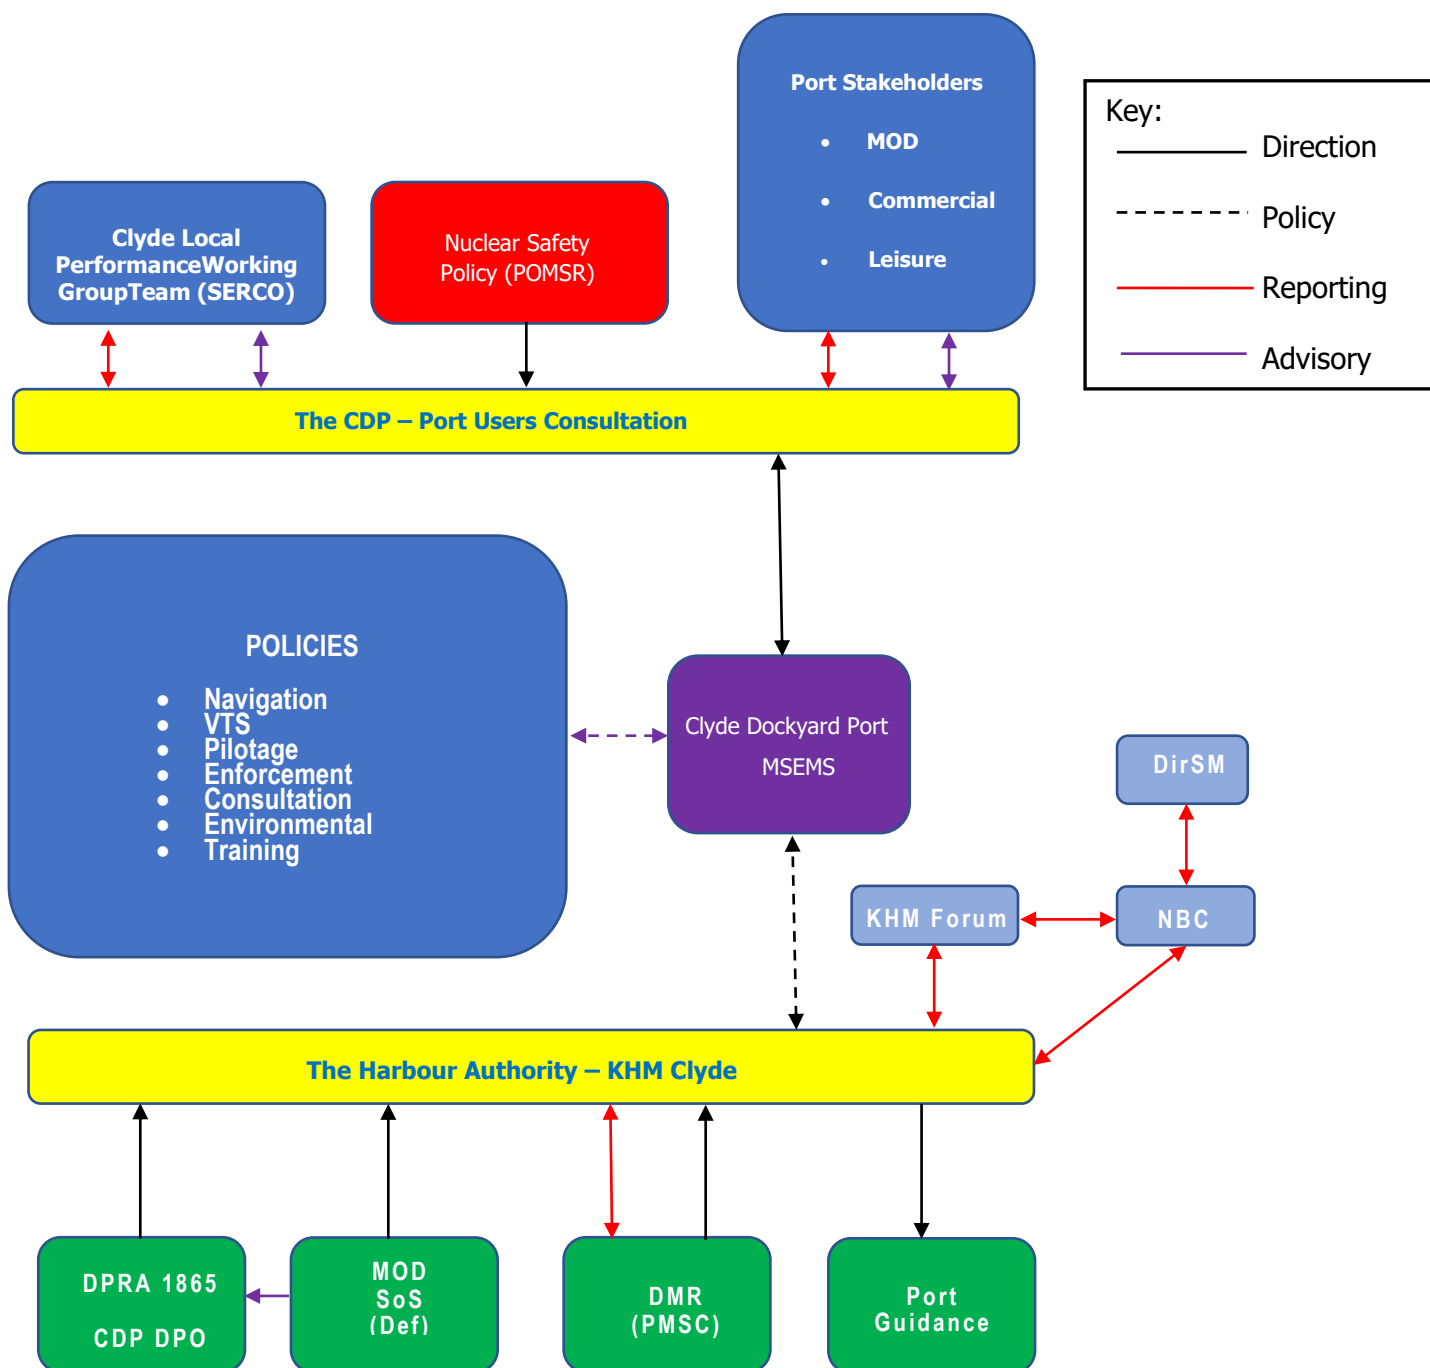 Port Stakeholders
• MOD
• Commercial
• Leisure
Key:
Direction
Policy
Reporting
Advisory
Clyde Local
PerformanceWorking
GroupTeam (SERCO)
Nuclear Safety
Policy (POMSR)
The CDP – Port Users Consultation
POLICIES
• Navigation
• VTS
• Pilotage
• Enforcement
• Consultation
• Environmental
• Training
Clyde Dockyard Port
MSEMS
DirSM
KHM Forum
NBC
The Harbour Authority – KHM Clyde
DPRA 1865
CDP DPO
MOD
SoS
(Def)
DMR
(PMSC)
Port
Guidance